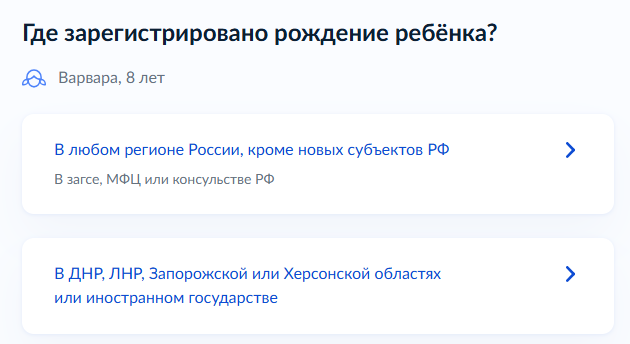 Где зарегистрировано рождение ребёнка?
Варвара, 8 лет
В любом регионе России, кроме новых субъектов РФ
В загсе, МФЦ или консульстве РФ
В ДНР, ЛНР, Запорожской или Херсонской областях
или иностранном государстве